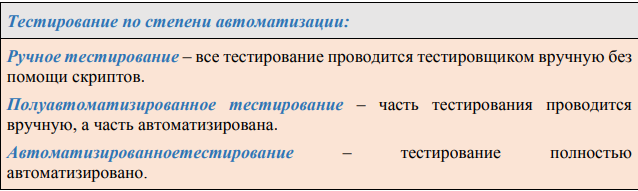 Тестирование по степени автоматизации:
Ручное тестирование – все тестирование проводится тестировщиком вручную без
помощи скриптов.
Полуавтоматизированное тестирование – часть тестирования проводится
вручную, а часть автоматизирована.
Автоматизированноетестирование – тестирование полностью
автоматизировано.